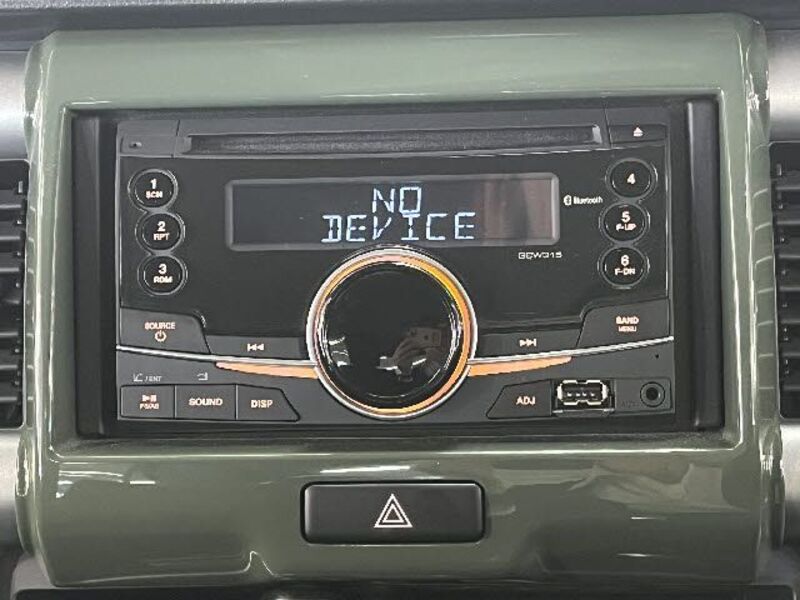 1
SCN
2
RPT
3
RDM
NO
DEVICE
Bluetooth
4
5
F-UP
6
F-DN
SOURCE
BAND
MENU
/ ENT
SOUND
DISP
ADJ